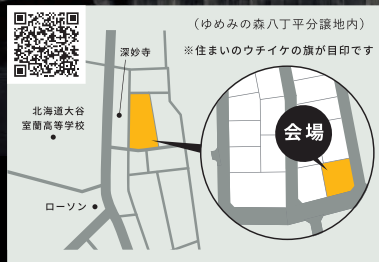 （ゆめみの森八丁平分譲地内）
※住まいのウチイケの旗が目印です
深妙寺
北海道大谷
室蘭高等学校
会場
ローソン